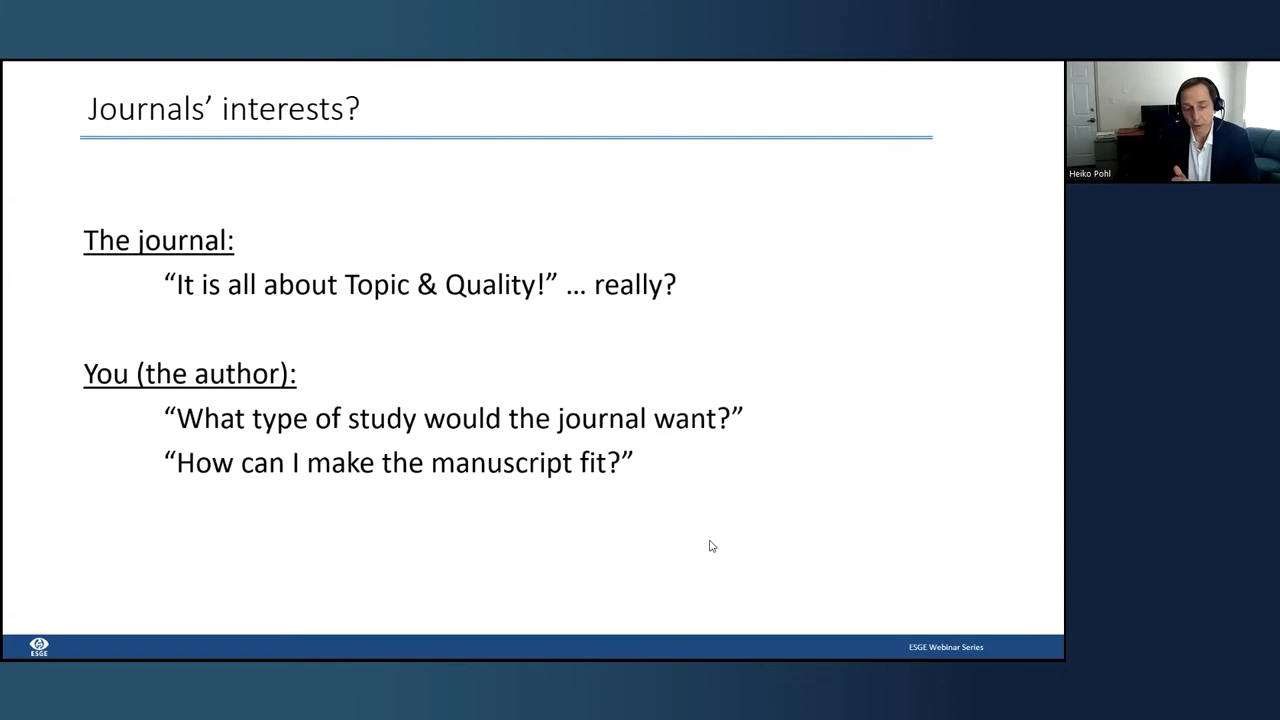 Journals’ interests?
Heiko Pohl
The journal:
“It is all about Topic & Quality!” … really?
You (the author):
“What type of study would the journal want?”
“How can I make the manuscript fit?”
ESGE
ESGE Webinar Series